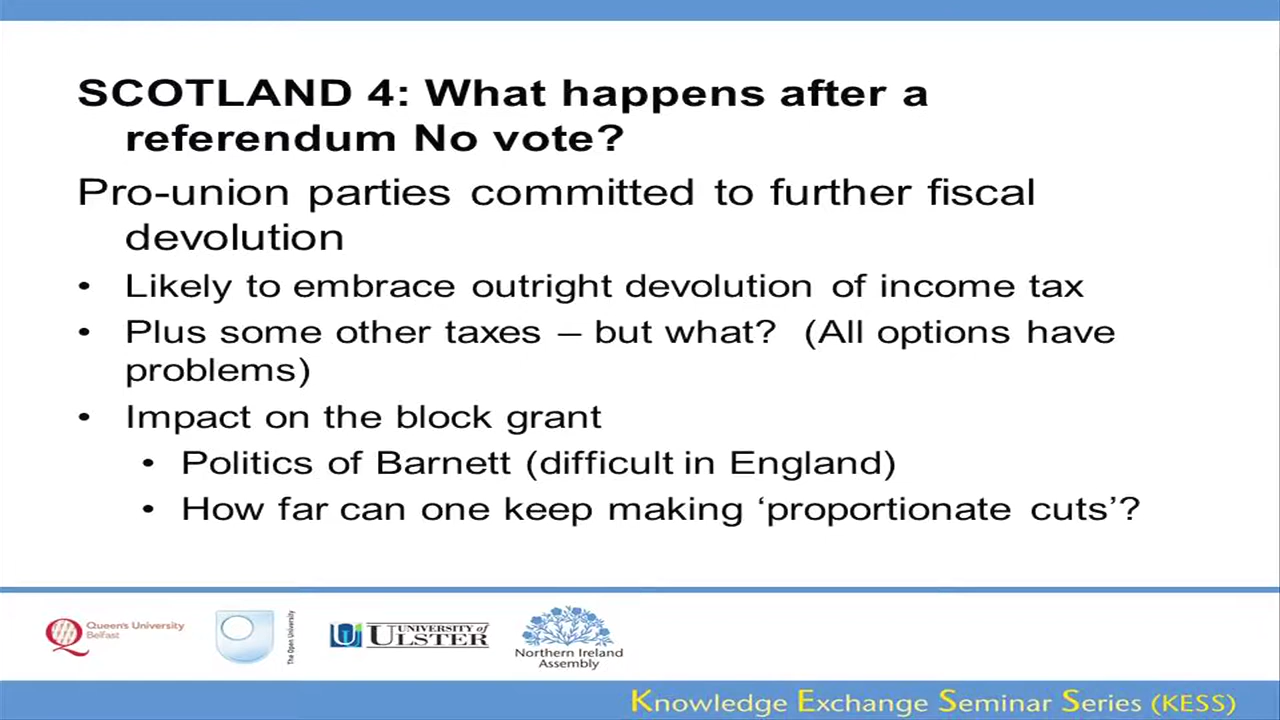 SCOTLAND 4: What happens after a
referendum No vote?
Pro-union parties committed to further fiscal
devolution
• Likely to embrace outright devolution of income tax
• Plus some other taxes – but what? (All options have
problems)
• Impact on the block grant
• Politics of Barnett (difficult in England)
• How far can one keep making ‘proportionate cuts’?
Queen's University
Belfast
The Open University
UNIVERSITY of
ULSTER
Northern Ireland
Assembly
Knowledge Exchange Seminar Series (KESS)